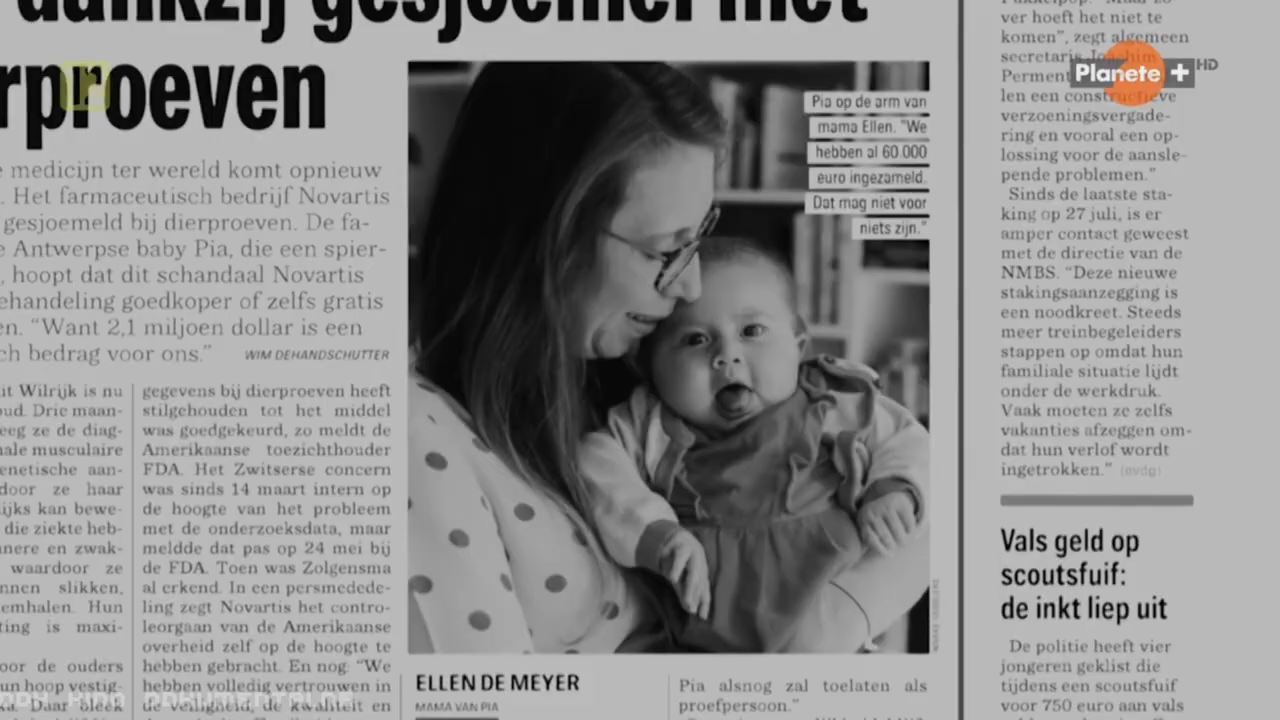 dankzij gesjoemel met
rproeven
e medicijn ter wereld komt opnieuw
. Het farmaceutisch bedrijf Novartis
gesjoemeld bij dierproeven. De fa-
e Antwerpse baby Pia, die een spier-
, hoopt dat dit schandaal Novartis
ehandeling goedkoper of zelfs gratis
en. “Want 2,1 miljoen dollar is een
ch bedrag voor ons.”
WIM DEHANDSCHUTTER
it Wilrijk is nu
oud. Drie maan-
eeg ze de diag-
nale musculaire
enetische aan-
door ze haar
lijks kan bewe-
die ziekte heb-
nere en zwak-
waardoor ze
nnen slikken,
emhalen. Hun
ting is maxi-
oor de ouders
un hoop vestig-
Daar bleek
gegevens bij dierproeven heeft
stilgehouden tot het middel
was goedgekeurd, zo meldt de
Amerikaanse toezichthouder
FDA. Het Zwitserse concern
was sinds 14 maart intern op
de hoogte van het probleem
met de onderzoeksdata, maar
meldde dat pas op 24 mei bij
de FDA. Toen was Zolgensma
al erkend. In een persmedede-
ling zegt Novartis het contro-
leorgaan van de Amerikaanse
overheid zelf op de hoogte te
hebben gebracht. En nog: “We
hebben volledig vertrouwen in
de veiligheid, de kwaliteit en
Pia op de arm van
mama Ellen. “We
hebben al 60.000
euro ingezameld.
Dat mag niet voor
niets zijn.”
ELLEN DE MEYER
MAMA VAN PIA
Pia alsnog zal toelaten als
proefpersoon.”
ver hoeft het niet te
komen”, zegt algemeen
secretaris Joachim
Perment
len een constructieve
verzoeningsvergade-
ring en vooral een op-
lossing voor de aansle-
pende problemen.”
Sinds de laatste sta-
king op 27 juli, is er
amper contact geweest
met de directie van de
NMBS. “Deze nieuwe
stakingsaanzegging is
een noodkreet. Steeds
meer treinbegeleiders
stappen op omdat hun
familiale situatie lijdt
onder de werkdruk.
Vaak moeten ze zelfs
vakanties afzeggen om-
dat hun verlof wordt
ingetrokken.” (ovdg)
Vals geld op
scoutsfuif:
de inkt liep uit
De politie heeft vier
jongeren geklist die
tijdens een scoutsfuif
voor 750 euro aan vals
Planete + HD